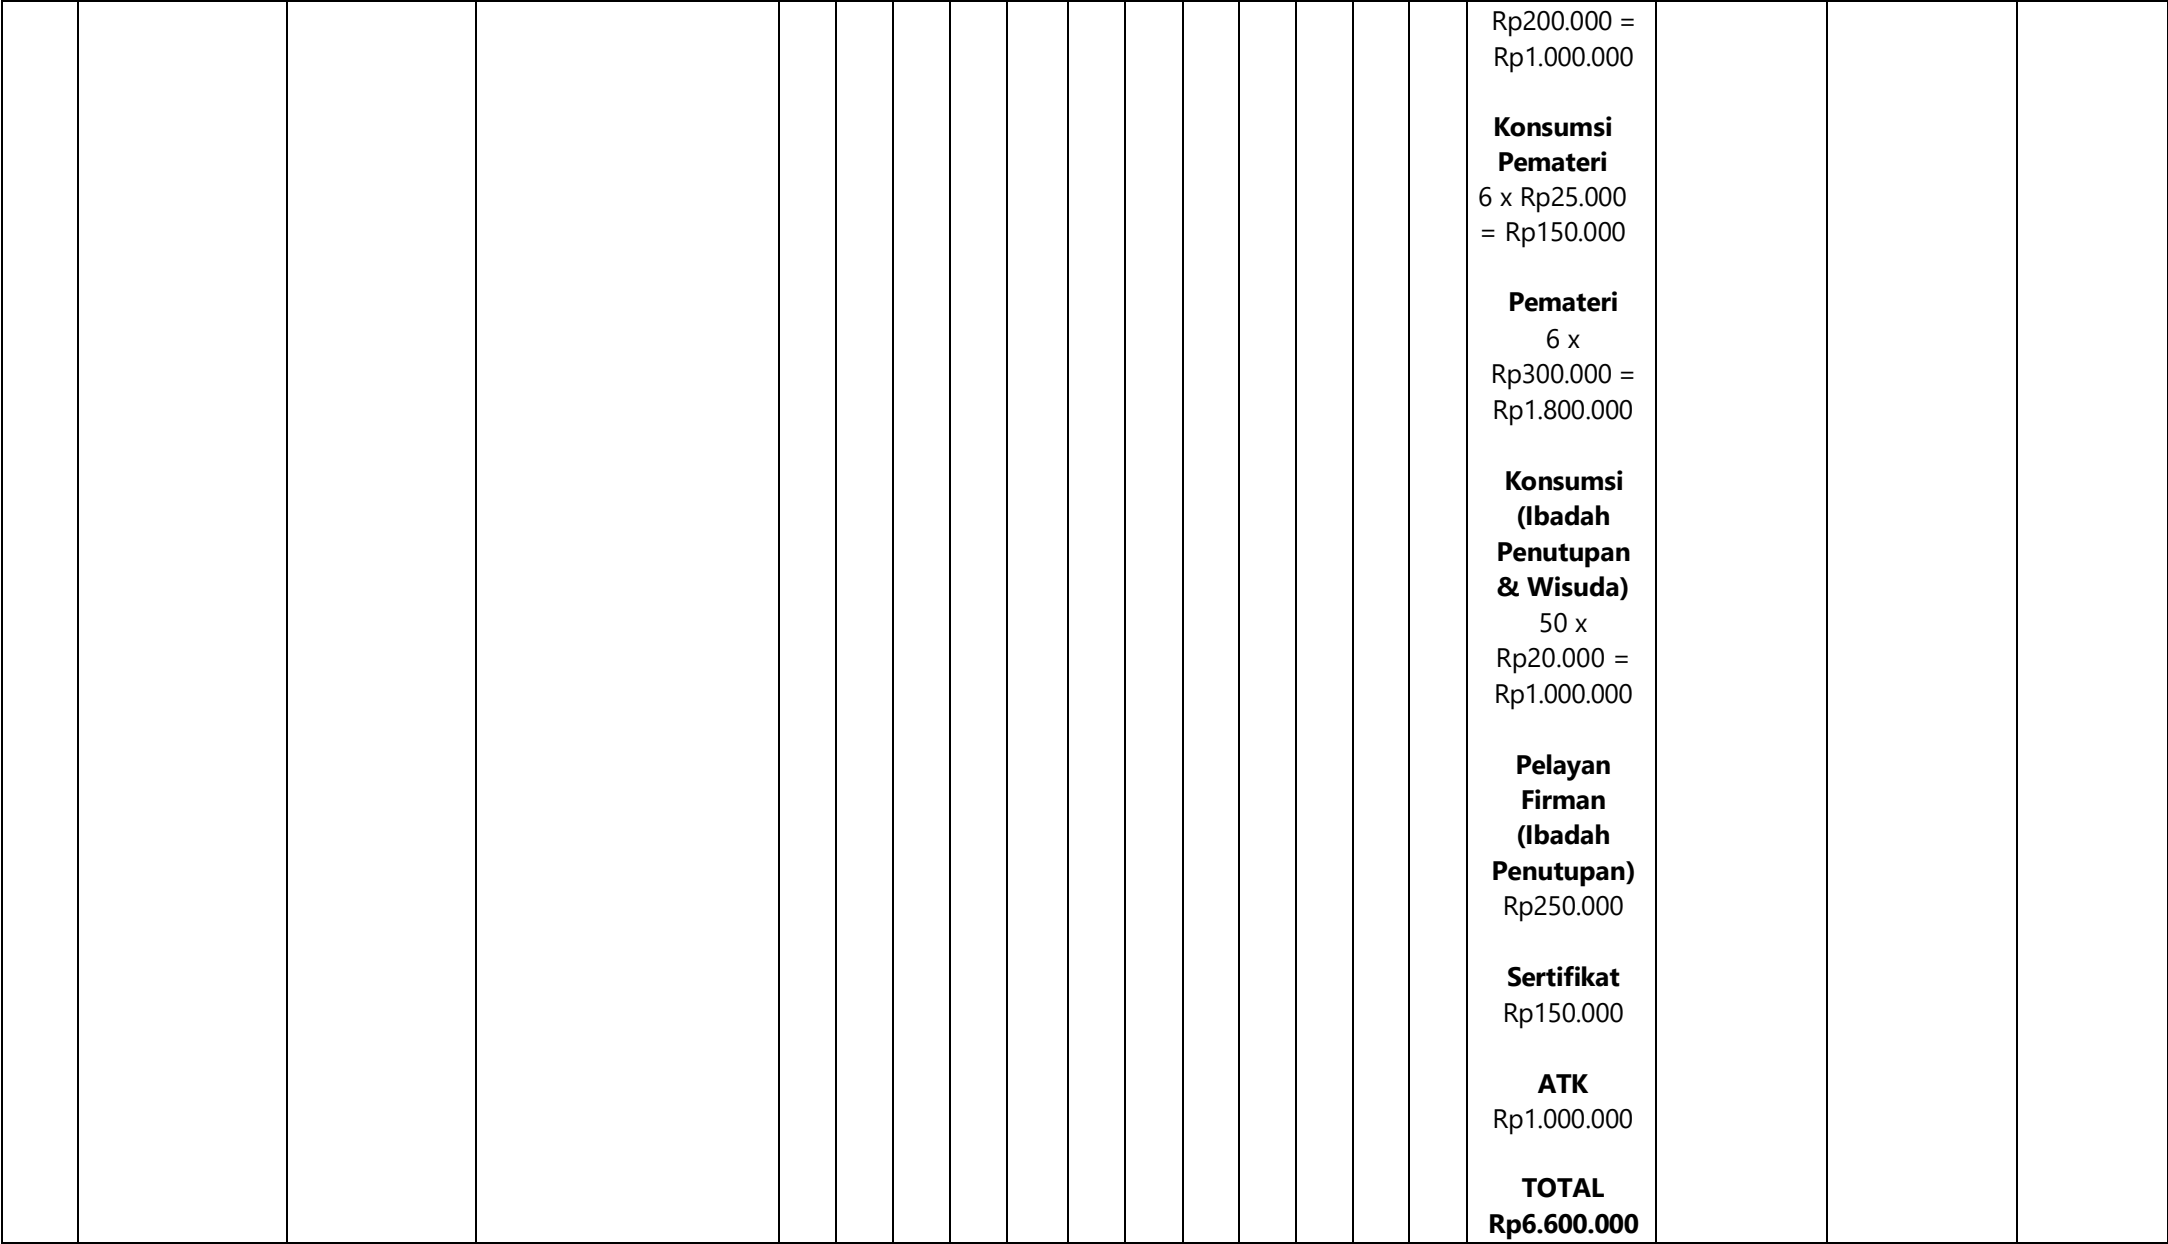 Rp200.000 =
Rp1.000.000
Konsumsi
Pemateri
6 x Rp25.000
= Rp150.000
Pemateri
6 x
Rp300.000 =
Rp1.800.000
Konsumsi
(Ibadah
Penutupan
& Wisuda)
50 x
Rp20.000 =
Rp1.000.000
Pelayan
Firman
(Ibadah
Penutupan)
Rp250.000
Sertifikat
Rp150.000
ATK
Rp1.000.000
TOTAL
Rp6.600.000